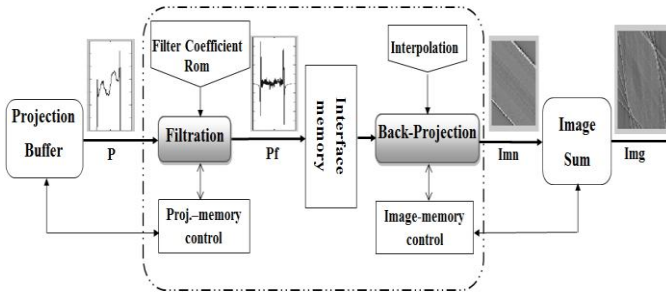 Filter Coefficient
Rom
Interpolation
Projection
Buffer
P
Filtration
Pf
Interface
memory
Back-Projection
Imn
Image
Sum
Img
Proj.–memory
control
Image-memory
control